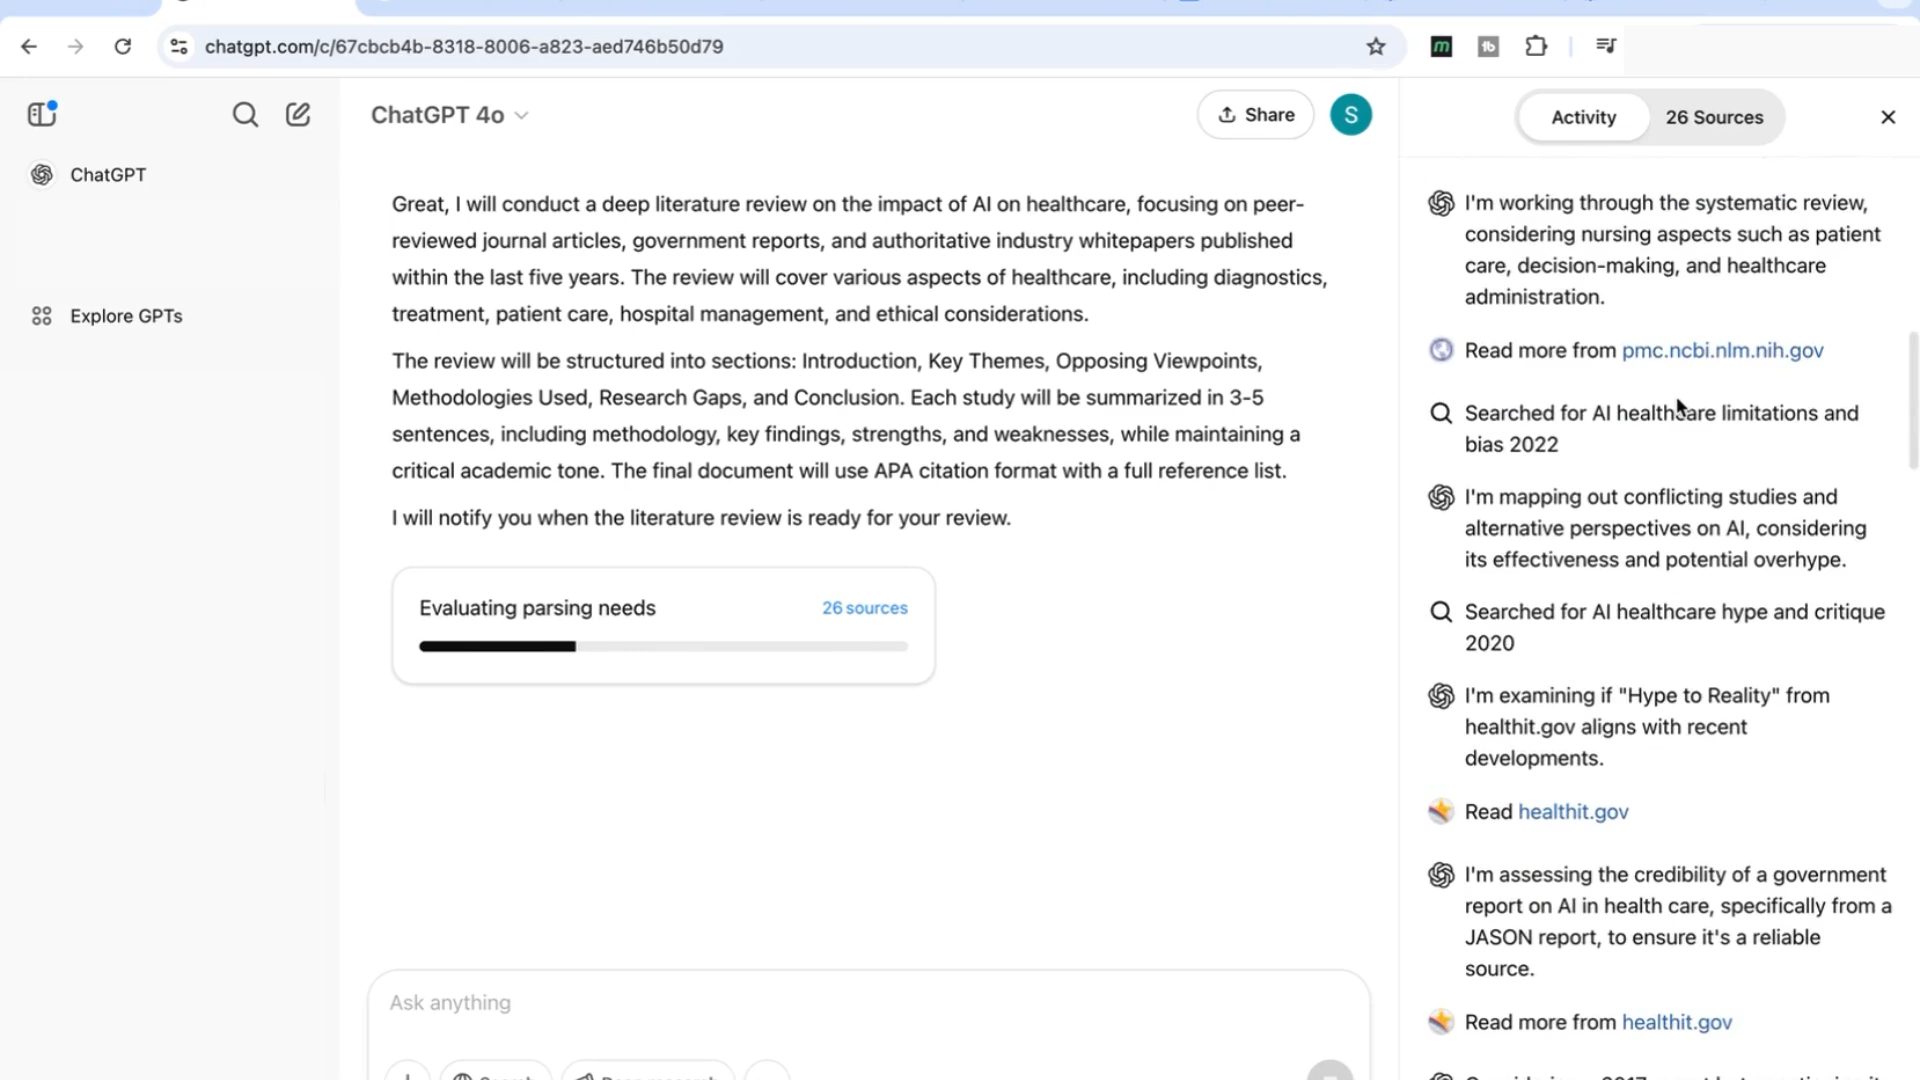 chatgpt.com/c/67cbcb4b-8318-8006-a823-aed746b50d79
ChatGPT
Explore GPTs
ChatGPT 4o
Share
S
Great, I will conduct a deep literature review on the impact of AI on healthcare, focusing on peer-
reviewed journal articles, government reports, and authoritative industry whitepapers published
within the last five years. The review will cover various aspects of healthcare, including diagnostics,
treatment, patient care, hospital management, and ethical considerations.
The review will be structured into sections: Introduction, Key Themes, Opposing Viewpoints,
Methodologies Used, Research Gaps, and Conclusion. Each study will be summarized in 3-5
sentences, including methodology, key findings, strengths, and weaknesses, while maintaining a
critical academic tone. The final document will use APA citation format with a full reference list.
I will notify you when the literature review is ready for your review.
Evaluating parsing needs
26 sources
Ask anything
Activity
26 Sources
I'm working through the systematic review,
considering nursing aspects such as patient
care, decision-making, and healthcare
administration.
Read more from pmc.ncbi.nlm.nih.gov
Searched for AI healthcare limitations and
bias 2022
I'm mapping out conflicting studies and
alternative perspectives on AI, considering
its effectiveness and potential overhype.
Searched for AI healthcare hype and critique
2020
I'm examining if "Hype to Reality" from
healthit.gov aligns with recent
developments.
Read healthit.gov
I'm assessing the credibility of a government
report on AI in health care, specifically from a
JASON report, to ensure it's a reliable
source.
Read more from healthit.gov